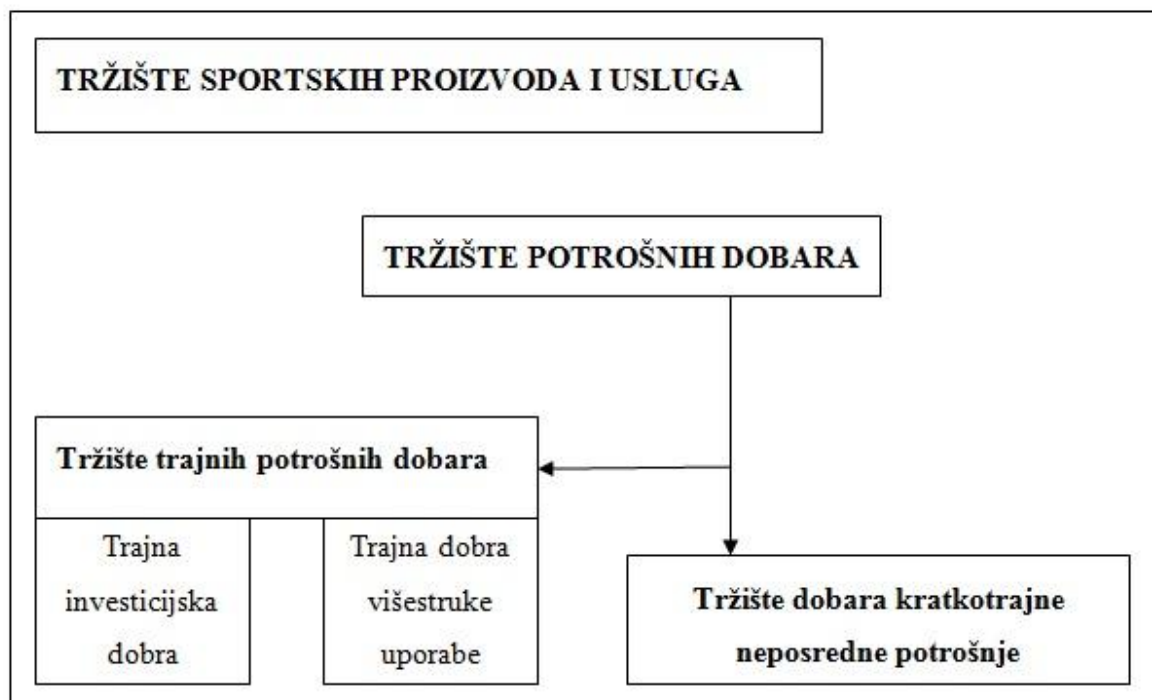 TRŽIŠTE SPORTSKIH PROIZVODA I USLUGA
TRŽIŠTE POTROŠNIH DOBARA
Tržište trajnih potrošnih dobara
Trajna
investicijska
dobra
Trajna dobra
višestruke
uporabe
Tržište dobara kratkotrajne
neposredne potrošnje